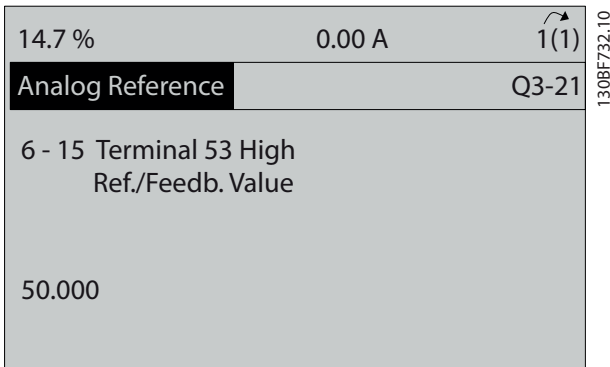 14.7 % 0.00 A 1(1)
Analog Reference Q3-21
6 - 15 Terminal 53 High
Ref./Feedb. Value
50.000
130BF732.10